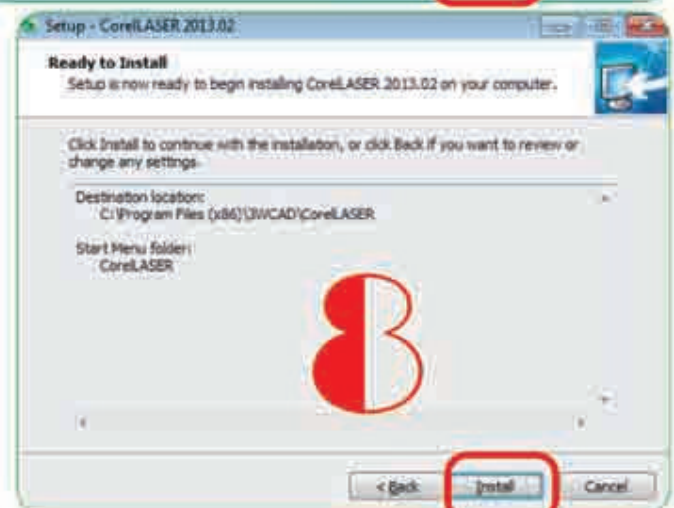 Setup - CorelLASER 2013.02
Ready to Install
Setup is now ready to begin installing CorelLASER 2013.02 on your computer.
Click Install to continue with the installation, or click Back if you want to review or
change any settings.
Destination location:
C:\Program Files (x86)\3WCAD\CorelLASER
Start Menu folder:
CorelLASER
8
< Back
Install
Cancel